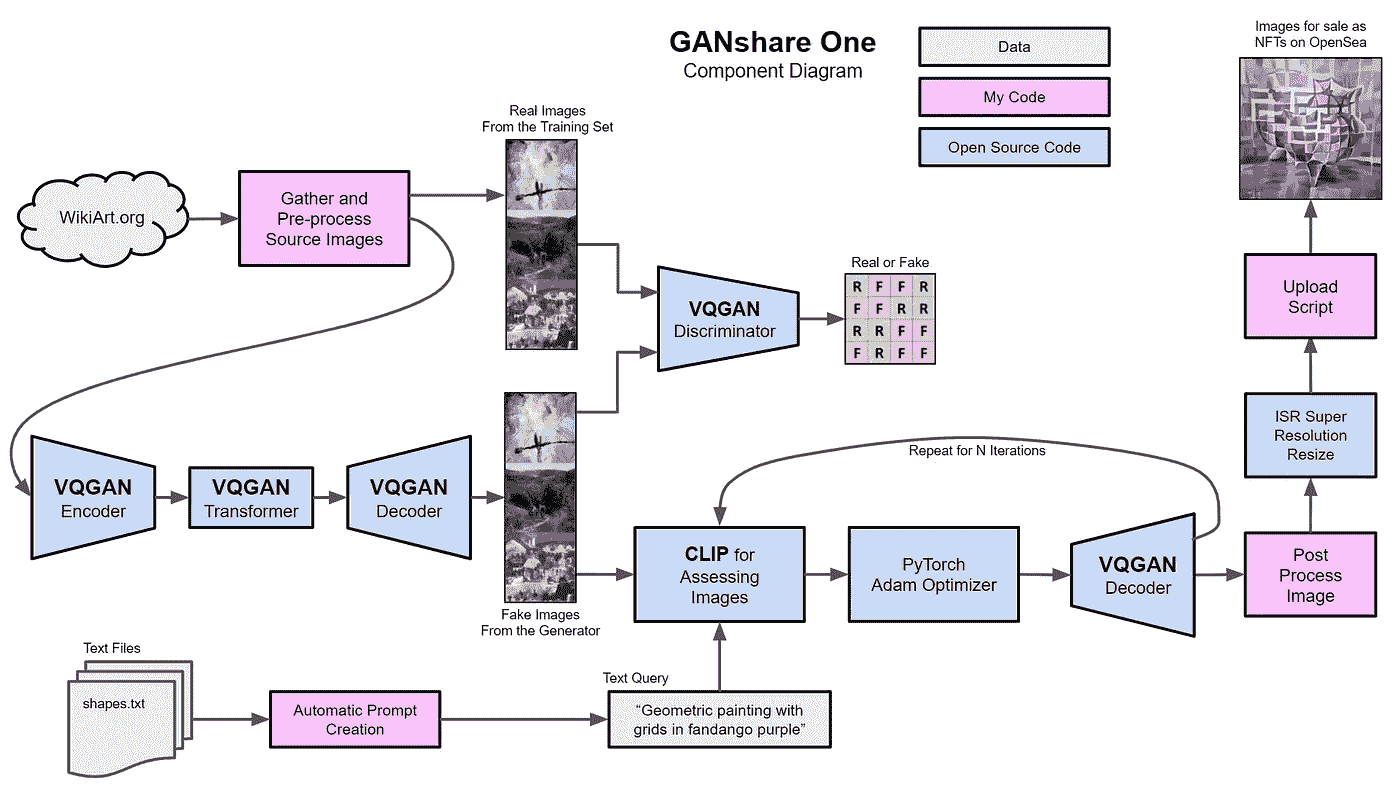 GANshare One
Component Diagram
Data
My Code
Open Source Code
Images for sale as
NFTs on OpenSea
Real Images
From the Training Set
WikiArt.org
Gather and
Pre-process
Source Images
Real or Fake
R F F R
F F R R
R R F F
F R F F
VQGAN
Discriminator
Upload
Script
ISR Super
Resolution
Resize
Repeat for N Iterations
VQGAN
Encoder
VQGAN
Transformer
VQGAN
Decoder
CLIP for
Assessing
Images
PyTorch
Adam Optimizer
VQGAN
Decoder
Post
Process
Image
Fake Images
From the Generator
Text Files
shapes.txt
Automatic Prompt
Creation
Text Query
“Geometric painting with
grids in fandango purple”